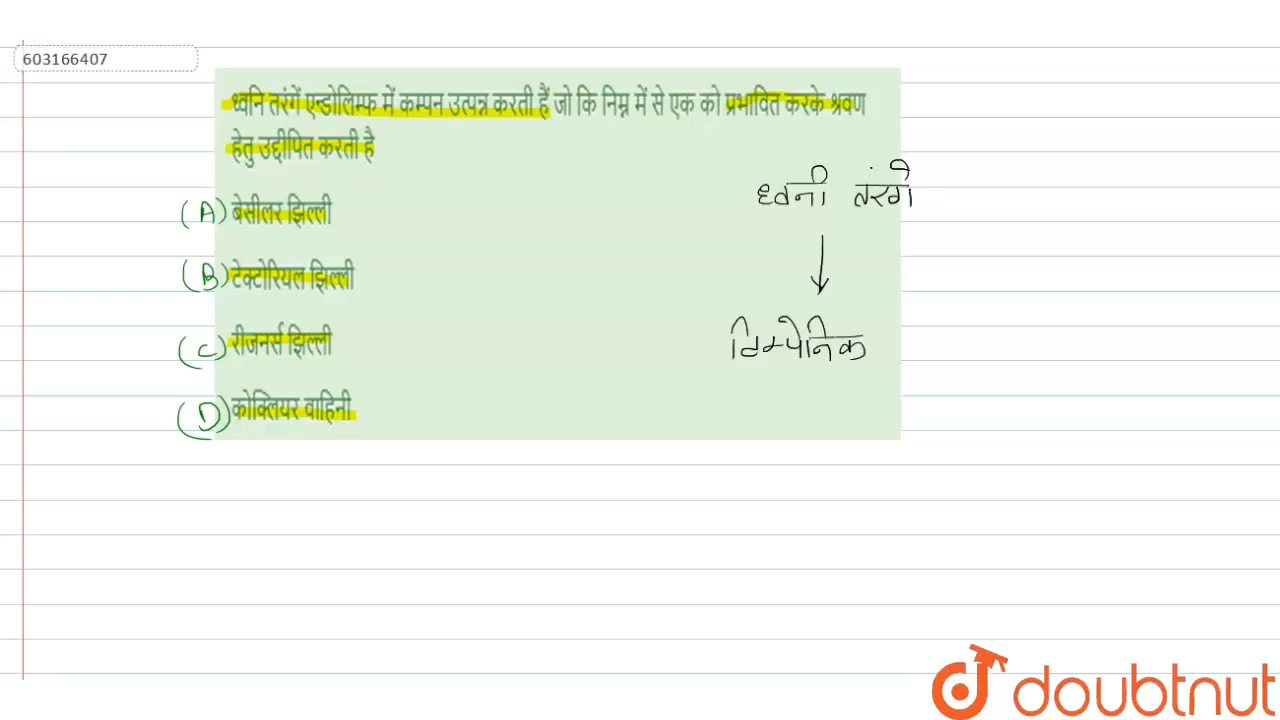 603166407
ध्वनि तरंगें एन्डोलिम्फ में कम्पन उत्पन्न करती हैं जो कि निम्न में से एक को प्रभावित करके श्रवण
हेतु उद्दीपित करती है
ध्वनी तरंगे
(A) बेसीलर झिल्ली
(B) टेक्टोरियल झिल्ली
(C) रीजनर्स झिल्ली
टिम्पेनिक
(D) कोक्लियर वाहिनी
doubtnut